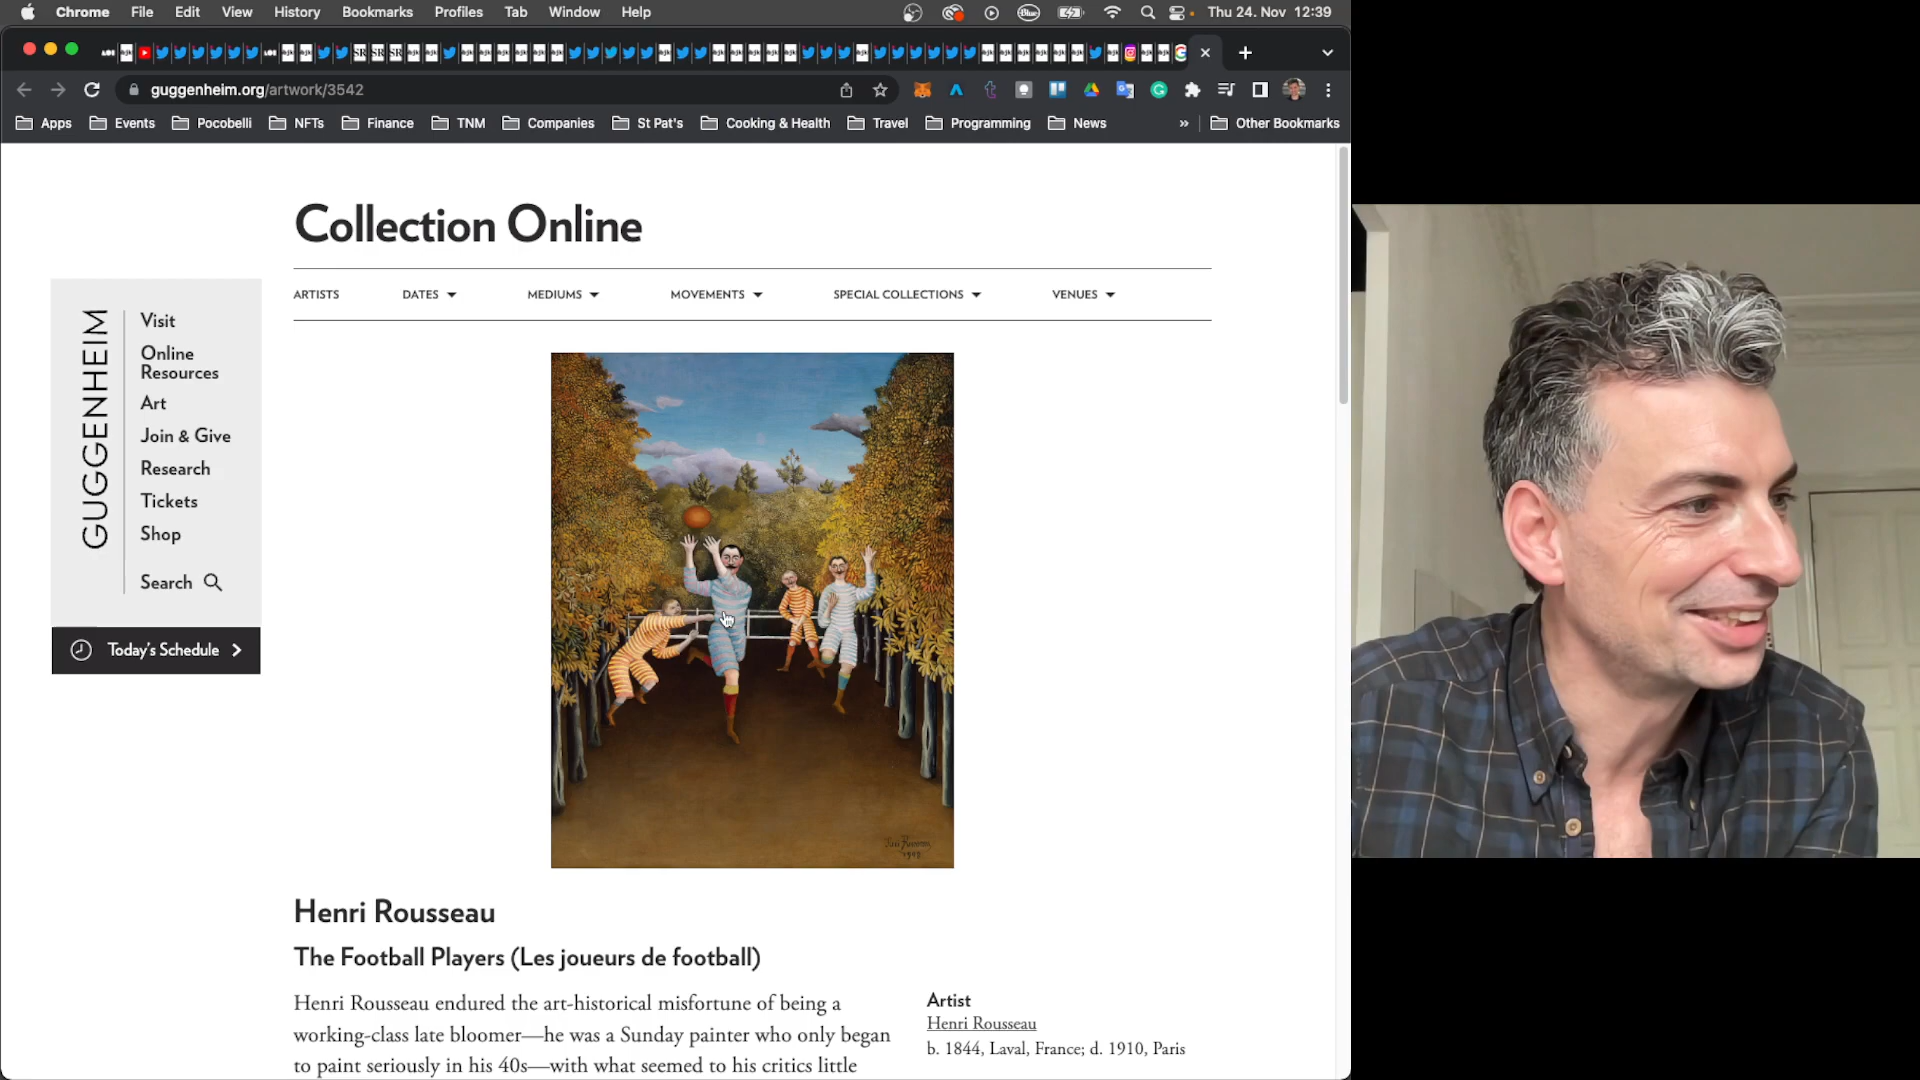 Chrome File Edit View History Bookmarks Profiles Tab Window Help Thu 24. Nov 12:39
guggenheim.org/artwork/3542
Apps Events Pocobelli NFTs Finance TNM Companies St Pat's Cooking & Health Travel Programming News » Other Bookmarks
Collection Online
ARTISTS DATES MEDIUMS MOVEMENTS SPECIAL COLLECTIONS VENUES
GUGGENHEIM
Visit
Online
Resources
Art
Join & Give
Research
Tickets
Shop
Search
Today's Schedule
Henri Rousseau
The Football Players (Les joueurs de football)
Henri Rousseau endured the art-historical misfortune of being a
working-class late bloomer—he was a Sunday painter who only began
to paint seriously in his 40s—with what seemed to his critics little
Artist
Henri Rousseau
b. 1844, Laval, France; d. 1910, Paris